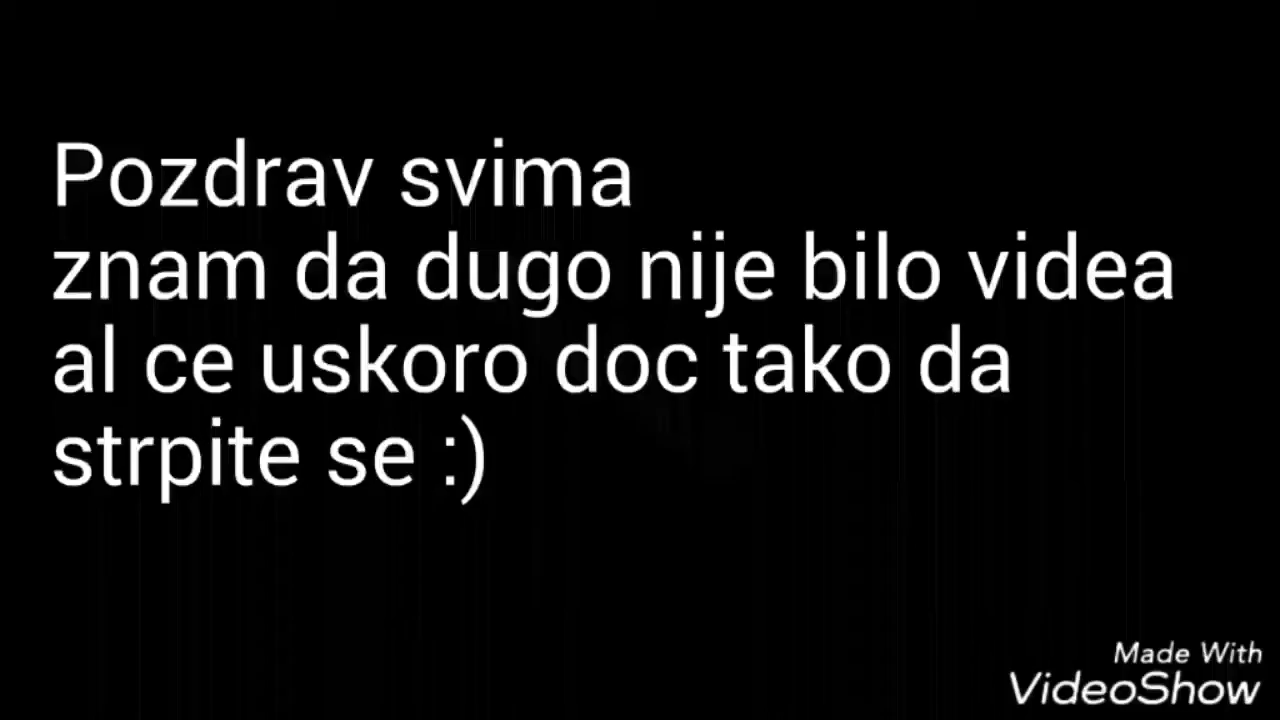 Pozdrav svima
znam da dugo nije bilo videa
al ce uskoro doc tako da
strpite se :)
Made With
VideoShow